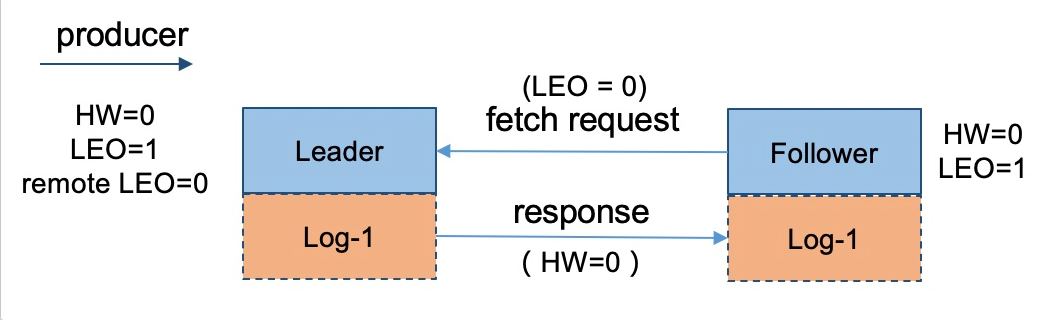 producer
HW=0
LEO=1
remote LEO=0
Leader
Log-1
(LEO = 0)
fetch request
response
( HW=0 )
Follower
Log-1
HW=0
LEO=1